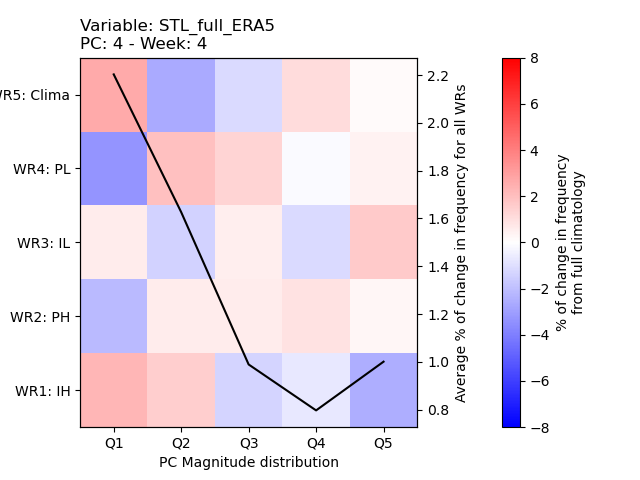 Variable: STL_full_ERA5
PC: 4 - Week: 4
WR5: Clima
WR4: PL
WR3: IL
WR2: PH
WR1: IH
Q1 Q2 Q3 Q4 Q5
PC Magnitude distribution
2.2
2.0
1.8
1.6
1.4
1.2
1.0
0.8
Average % of change in frequency for all WRs
8
6
4
2
0
−2
−4
−6
−8
% of change in frequency
from full climatology